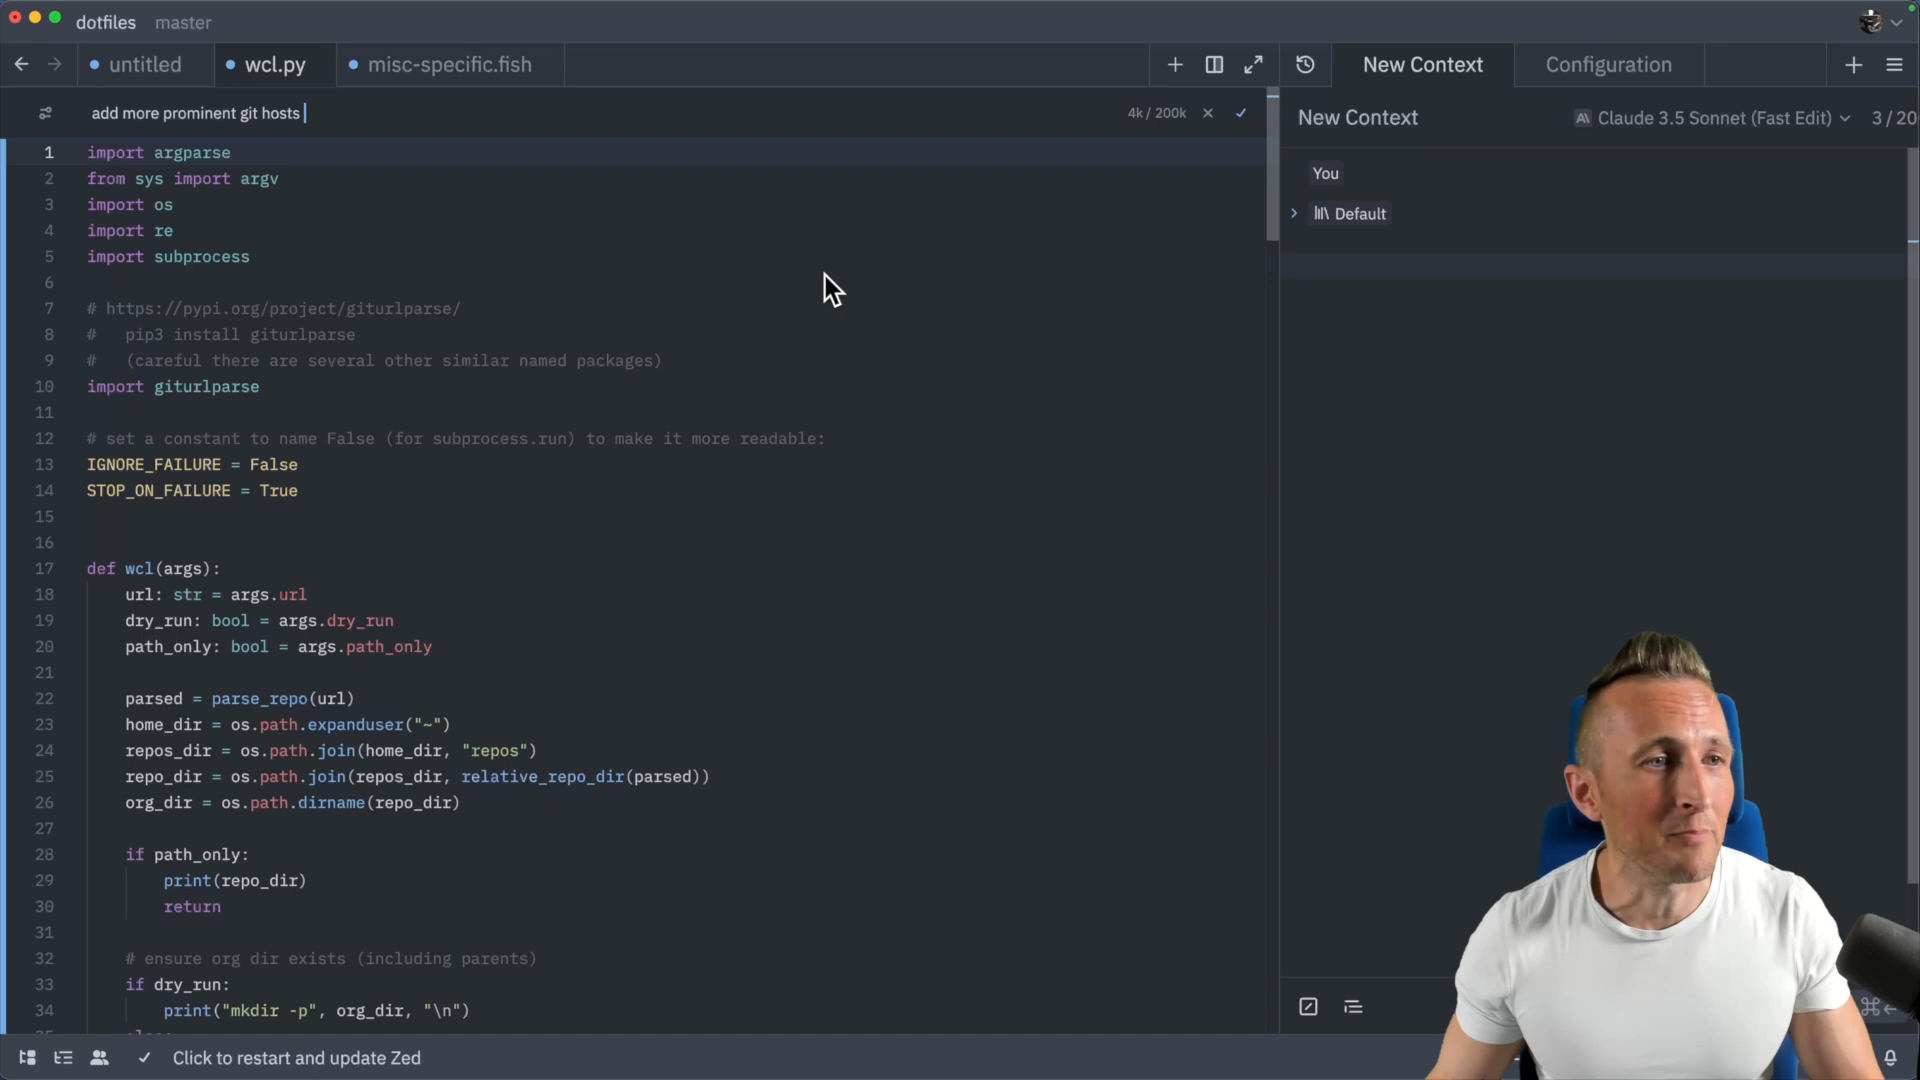 dotfiles master
untitled wcl.py misc-specific.fish
New Context Configuration
add more prominent git hosts
4k / 200k
New Context
Claude 3.5 Sonnet (Fast Edit)
3 / 20
You
Default
1 import argparse
2 from sys import argv
3 import os
4 import re
5 import subprocess
6
7 # https://pypi.org/project/giturlparse/
8 #   pip3 install giturlparse
9 #   (careful there are several other similar named packages)
10 import giturlparse
11
12 # set a constant to name False (for subprocess.run) to make it more readable:
13 IGNORE_FAILURE = False
14 STOP_ON_FAILURE = True
15
16
17 def wcl(args):
18     url: str = args.url
19     dry_run: bool = args.dry_run
20     path_only: bool = args.path_only
21
22     parsed = parse_repo(url)
23     home_dir = os.path.expanduser("~")
24     repos_dir = os.path.join(home_dir, "repos")
25     repo_dir = os.path.join(repos_dir, relative_repo_dir(parsed))
26     org_dir = os.path.dirname(repo_dir)
27
28     if path_only:
29         print(repo_dir)
30         return
31
32     # ensure org dir exists (including parents)
33     if dry_run:
34         print("mkdir -p", org_dir, "\n")
Click to restart and update Zed